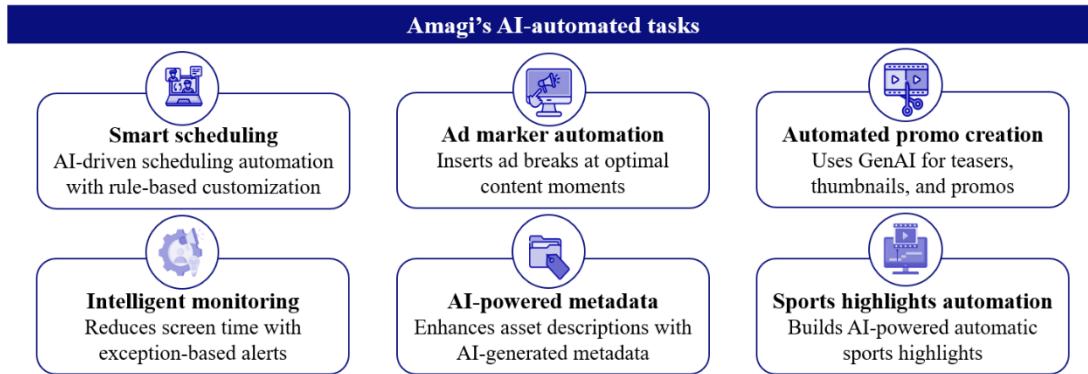 Amagi's AI-automated tasks
Smart scheduling
AI-driven scheduling automation
with rule-based customization
Ad marker automation
Inserts ad breaks at optimal
content moments
Automated promo creation
Uses GenAI for teasers,
thumbnails, and promos
Intelligent monitoring
Reduces screen time with
exception-based alerts
AI-powered metadata
Enhances asset descriptions with
AI-generated metadata
Sports highlights automation
Builds AI-powered automatic
sports highlights